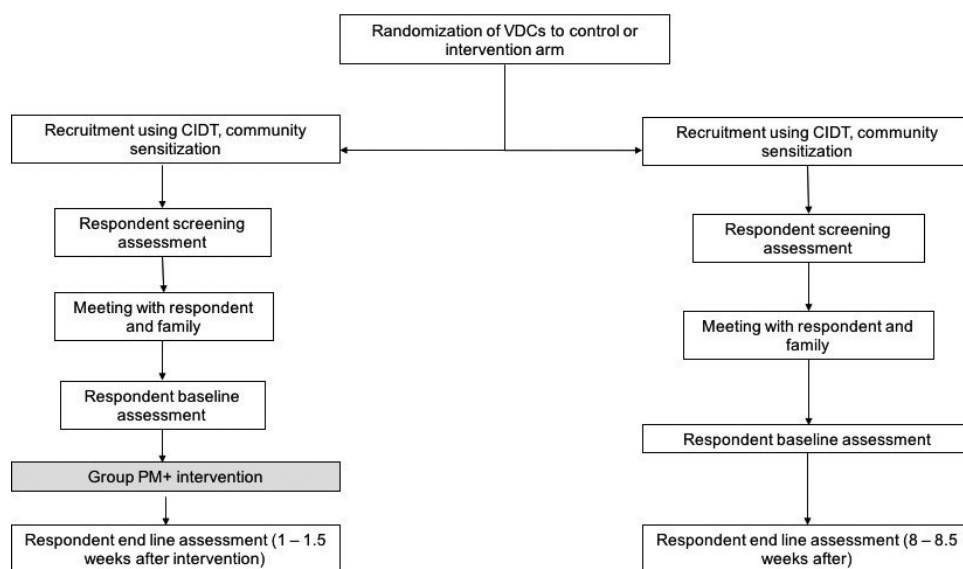 Randomization of VDCs to control or
intervention arm
Recruitment using CIDT, community
sensitization
Respondent screening
assessment
Meeting with respondent
and family
Respondent baseline
assessment
Group PM+ intervention
Respondent end line assessment (1 – 1.5
weeks after intervention)
Recruitment using CIDT, community
sensitization
Respondent screening
assessment
Meeting with respondent and
family
Respondent baseline assessment
Respondent end line assessment (8 – 8.5
weeks after)